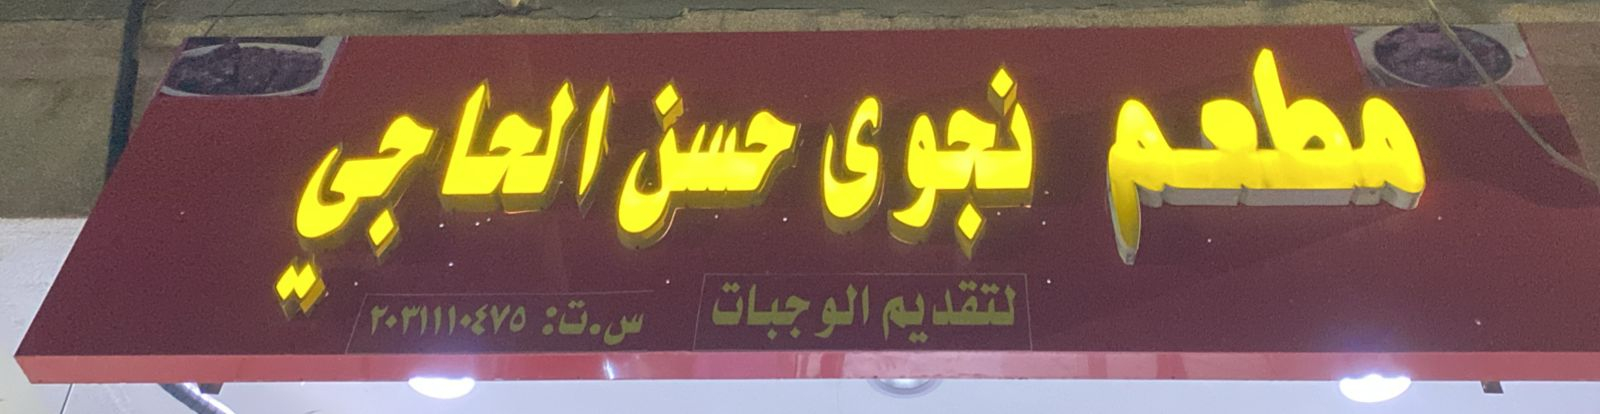 مطعم نجوى حسن الحاجي
لتقديم الوجبات
س.ت: ٢٠٣١١١٠٤٧٥